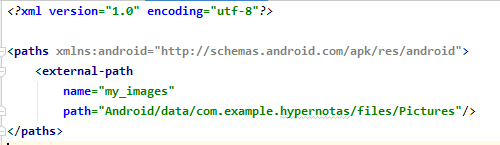 <?xml version="1.0" encoding="utf-8"?>
<paths xmlns:android="http://schemas.android.com/apk/res/android">
<external-path
name="my_images"
path="Android/data/com.example.hypernotas/files/Pictures"/>
</paths>